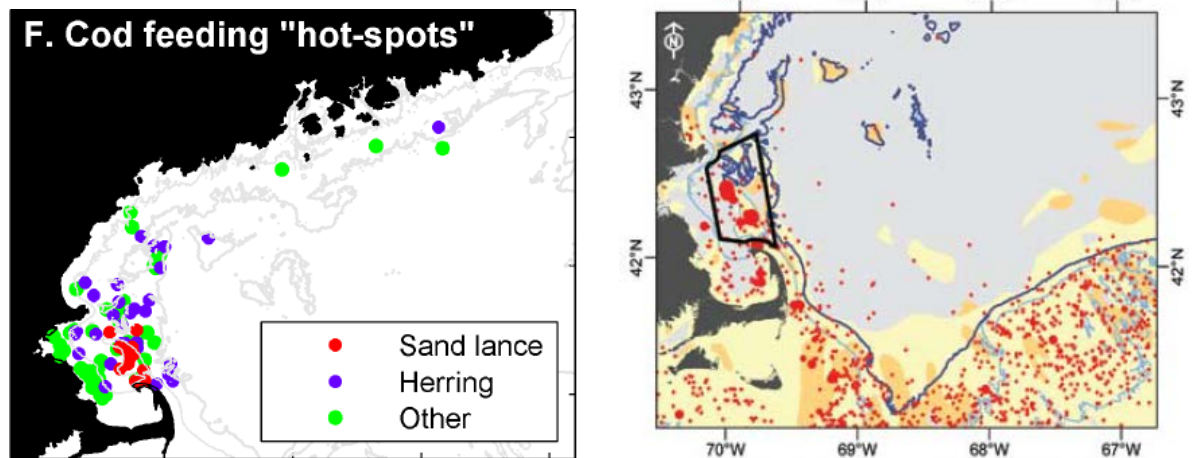 F. Cod feeding "hot-spots"
Sand lance
Herring
Other
N
43°N
42°N
43°N
42°N
70°W
69°W
68°W
67°W